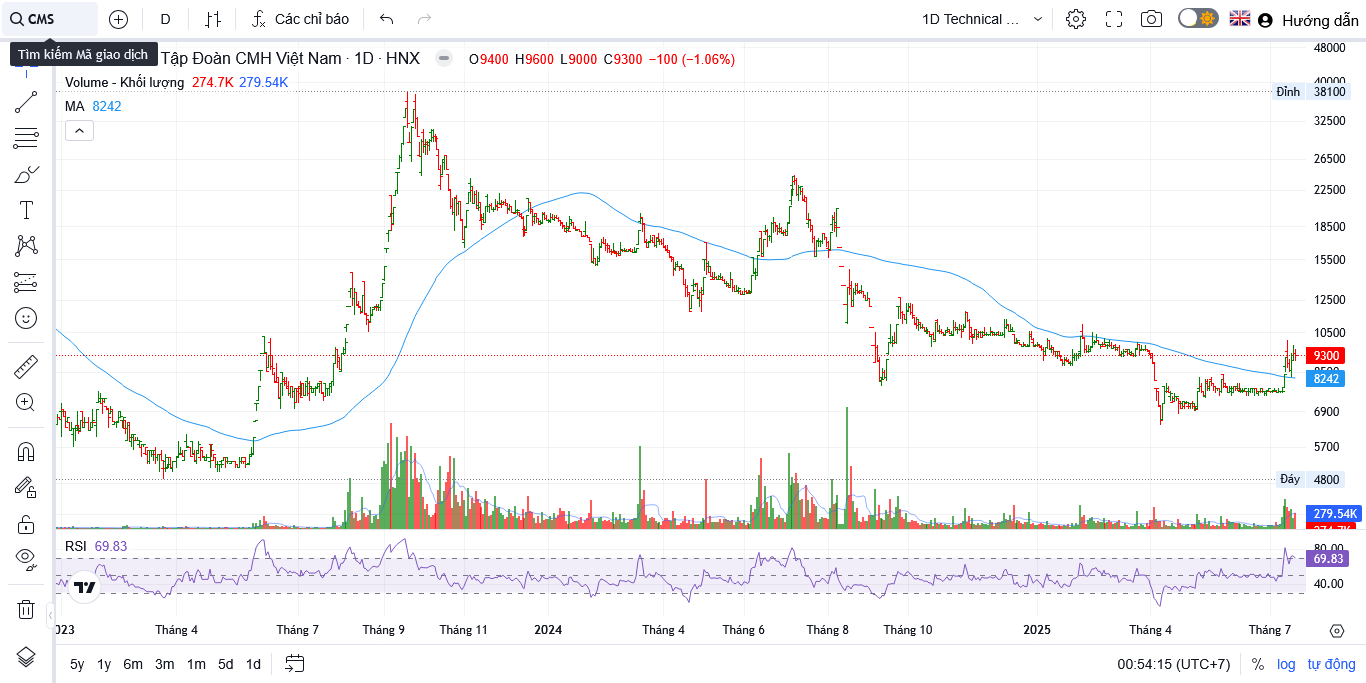 CMS D Các chỉ báo 1D Technical ... Hướng dẫn
Tìm kiếm Mã giao dịch
Tập Đoàn CMH Việt Nam · 1D · HNX O9400 H9600 L9000 C9300 −100 (−1.06%)
Volume - Khối lượng 274.7K 279.54K
MA 8242
48000
40000
Đỉnh 38100
32500
26500
22500
18500
15500
12500
10500
9300
8500
8242
6900
5700
Đáy 4800
279.54K
274.7K
RSI 69.83
80.00
69.83
40.00
023 Tháng 4 Tháng 7 Tháng 9 Tháng 11 2024 Tháng 4 Tháng 6 Tháng 8 Tháng 10 2025 Tháng 4 Tháng 7
5y 1y 6m 3m 1m 5d 1d 00:54:15 (UTC+7) % log tự động